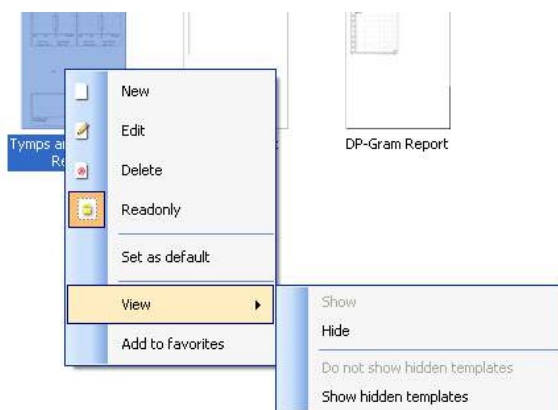 Tymps a
Re
DP-Gram Report
New
Edit
Delete
Readonly
Set as default
View
Add to favorites
Show
Hide
Do not show hidden templates
Show hidden templates